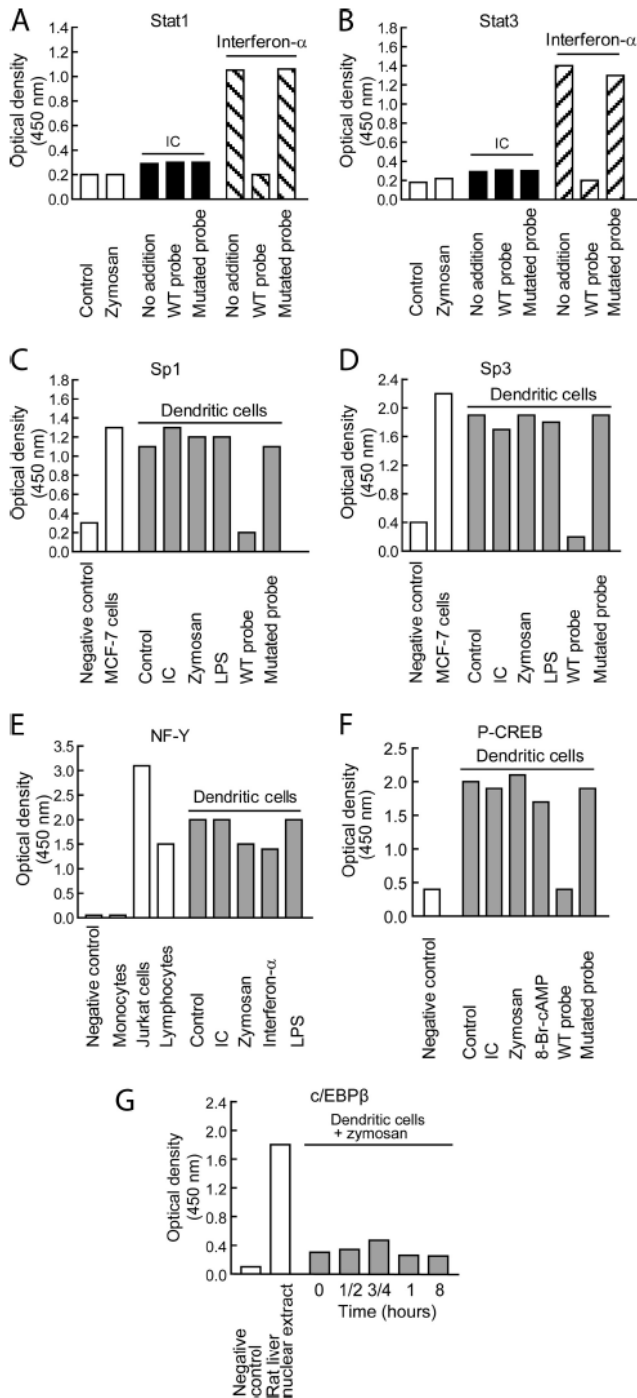 A
Stat1
Optical density
(450 nm)
1.4
1.2
1.0
0.8
0.6
0.4
0.2
0.0
IC
Interferon-α
Control
Zymosan
No addition
WT probe
Mutated probe
No addition
WT probe
Mutated probe
B
Stat3
Optical density
(450 nm)
1.6
1.4
1.2
1.0
0.8
0.6
0.4
0.2
0.0
IC
Interferon-α
Control
Zymosan
No addition
WT probe
Mutated probe
No addition
WT probe
Mutated probe
C
Sp1
Optical density
(450 nm)
1.8
1.6
1.4
1.2
1.0
0.8
0.6
0.4
0.2
0.0
Dendritic cells
Negative control
MCF-7 cells
Control
IC
Zymosan
LPS
WT probe
Mutated probe
D
Sp3
Optical density
(450 nm)
2.4
2.0
1.6
1.2
0.8
0.4
0.0
Dendritic cells
Negative control
MCF-7 cells
Control
IC
Zymosan
LPS
WT probe
Mutated probe
E
NF-Y
Optical density
(450 nm)
3.5
3.0
2.5
2.0
1.5
1.0
0.5
0.0
Dendritic cells
Negative control
Monocytes
Jurkat cells
Lymphocytes
Control
IC
Zymosan
Interferon-α
LPS
F
P-CREB
Optical density
(450 nm)
2.5
2.0
1.5
1.0
0.5
0.0
Dendritic cells
Negative control
Control
IC
Zymosan
8-Br-cAMP
WT probe
Mutated probe
G
c/EBPβ
Optical density
(450 nm)
2.4
2.0
1.6
1.2
0.8
0.4
0.0
Dendritic cells
+ zymosan
Negative
control
Rat liver
nuclear extract
0 1/2 3/4 1 8
Time (hours)